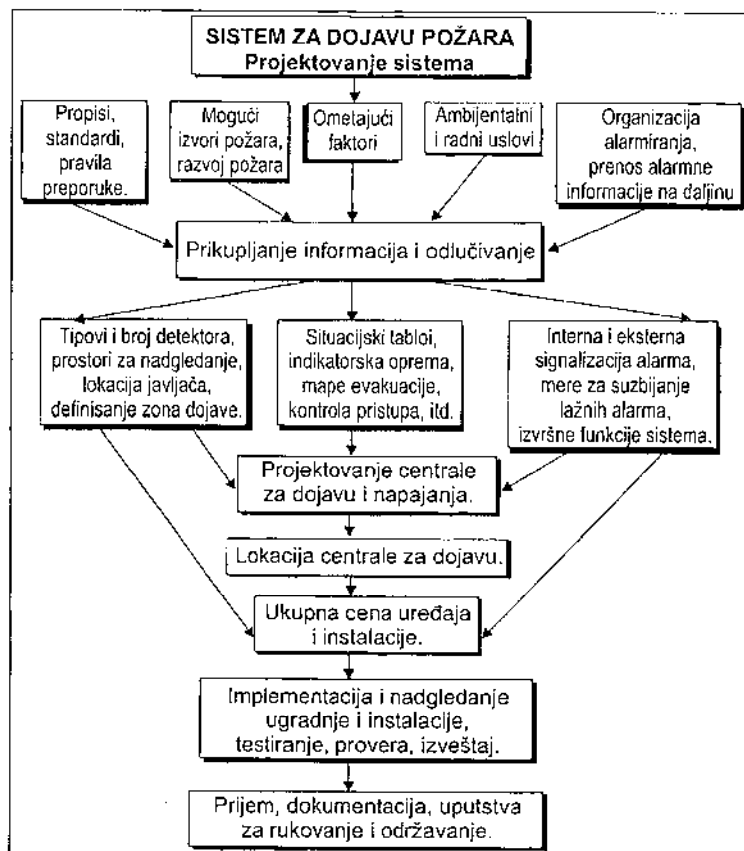 SISTEM ZA DOJAVU POŽARA
Projektovanje sistema
Propisi,
standardi,
pravila
preporuke.
Mogući
izvori požara,
razvoj požara
Ometajući
faktori
Ambijentalni
i radni uslovi
Organizacija
alarmiranja,
prenos alarmne
informacije na daljinu
Prikupljanje informacija i odlučivanje
Tipovi i broj detektora,
prostori za nadgledanje,
lokacija javljača,
definisanje zona dojave.
Situacijski tabloi,
indikatorska oprema,
mape evakuacije,
kontrola pristupa, itd.
Interna i eksterna
signalizacija alarma,
mere za suzbijanje
lažnih alarma,
izvršne funkcije sistema.
Projektovanje centrale
za dojavu i napajanja.
Lokacija centrale za dojavu.
Ukupna cena uređaja
i instalacije.
Implementacija i nadgledanje
ugradnje i instalacije,
testiranje, provera, izveštaj.
Prijem, dokumentacija, uputstva
za rukovanje i održavanje.